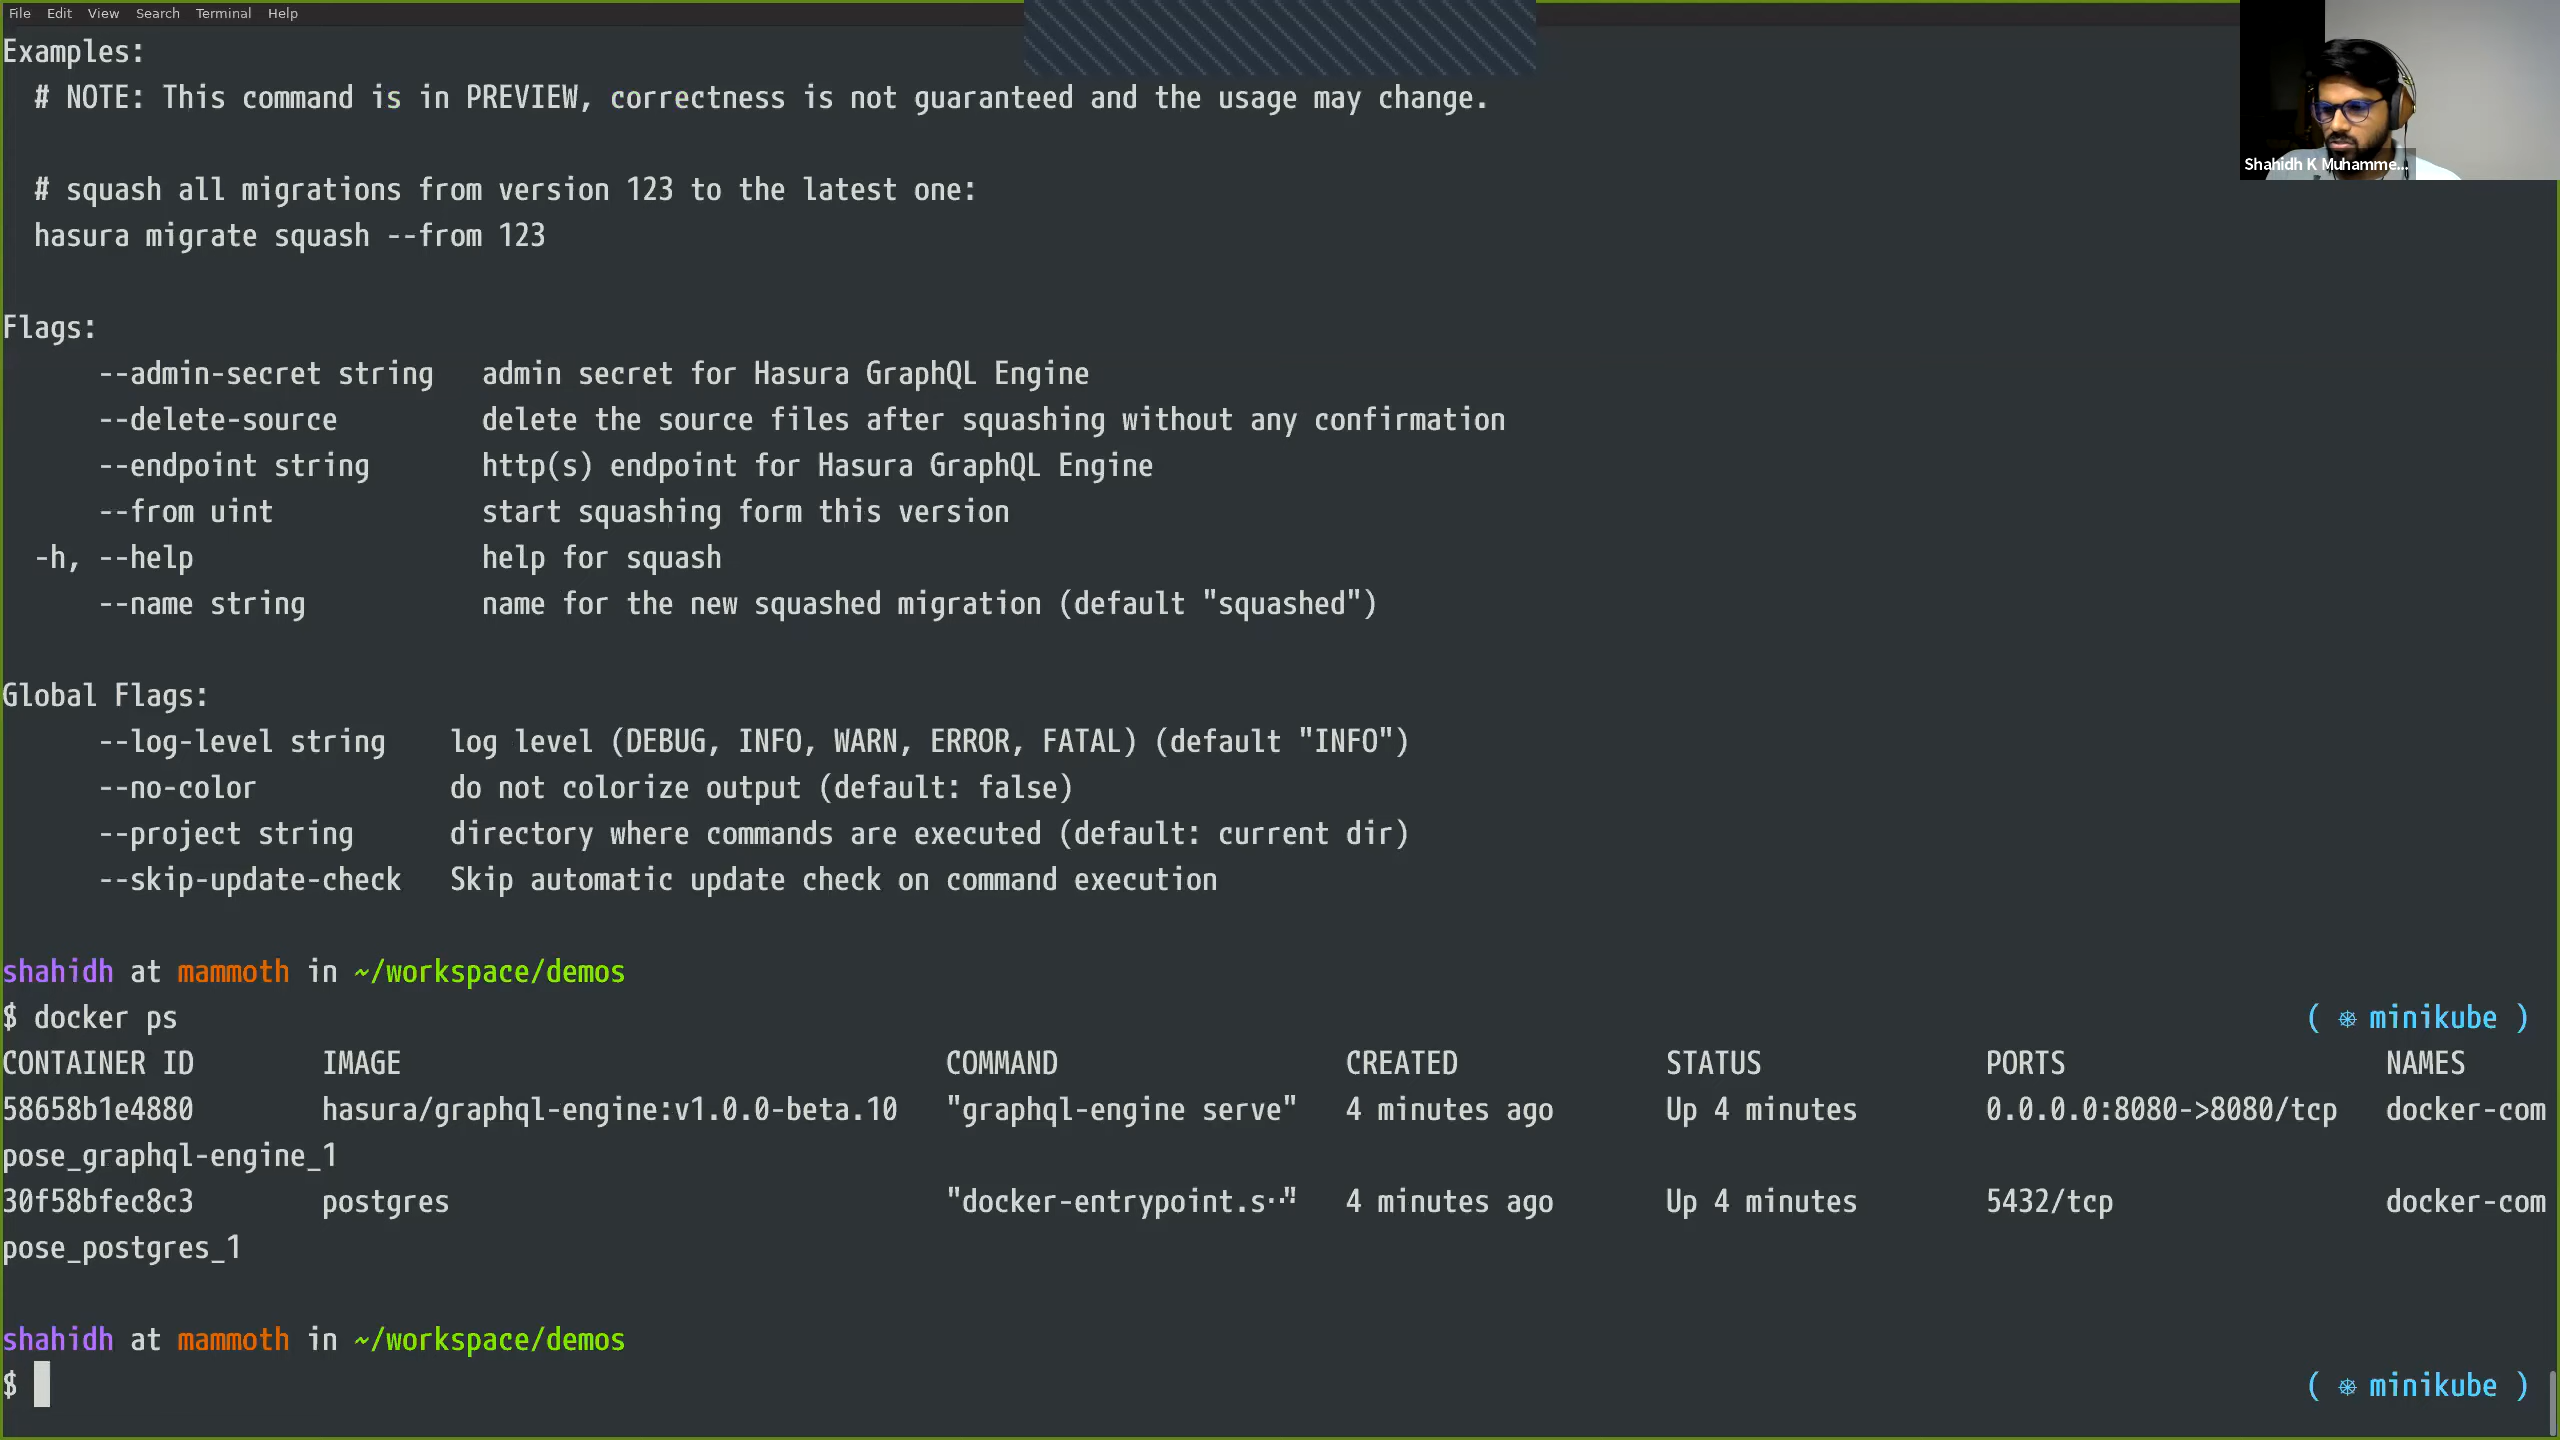 File Edit View Search Terminal Help
Examples:
# NOTE: This command is in PREVIEW, correctness is not guaranteed and the usage may change.
# squash all migrations from version 123 to the latest one:
hasura migrate squash --from 123
Flags:
--admin-secret string admin secret for Hasura GraphQL Engine
--delete-source delete the source files after squashing without any confirmation
--endpoint string http(s) endpoint for Hasura GraphQL Engine
--from uint start squashing form this version
-h, --help help for squash
--name string name for the new squashed migration (default "squashed")
Global Flags:
--log-level string log level (DEBUG, INFO, WARN, ERROR, FATAL) (default "INFO")
--no-color do not colorize output (default: false)
--project string directory where commands are executed (default: current dir)
--skip-update-check Skip automatic update check on command execution
shahidh at mammoth in ~/workspace/demos
$ docker ps ( ⎈ minikube )
CONTAINER ID IMAGE COMMAND CREATED STATUS PORTS NAMES
58658b1e4880 hasura/graphql-engine:v1.0.0-beta.10 "graphql-engine serve" 4 minutes ago Up 4 minutes 0.0.0.0:8080->8080/tcp docker-com
pose_graphql-engine_1
30f58bfec8c3 postgres "docker-entrypoint.s…" 4 minutes ago Up 4 minutes 5432/tcp docker-com
pose_postgres_1
shahidh at mammoth in ~/workspace/demos
$ ( ⎈ minikube )
Shahidh K Muhamme...